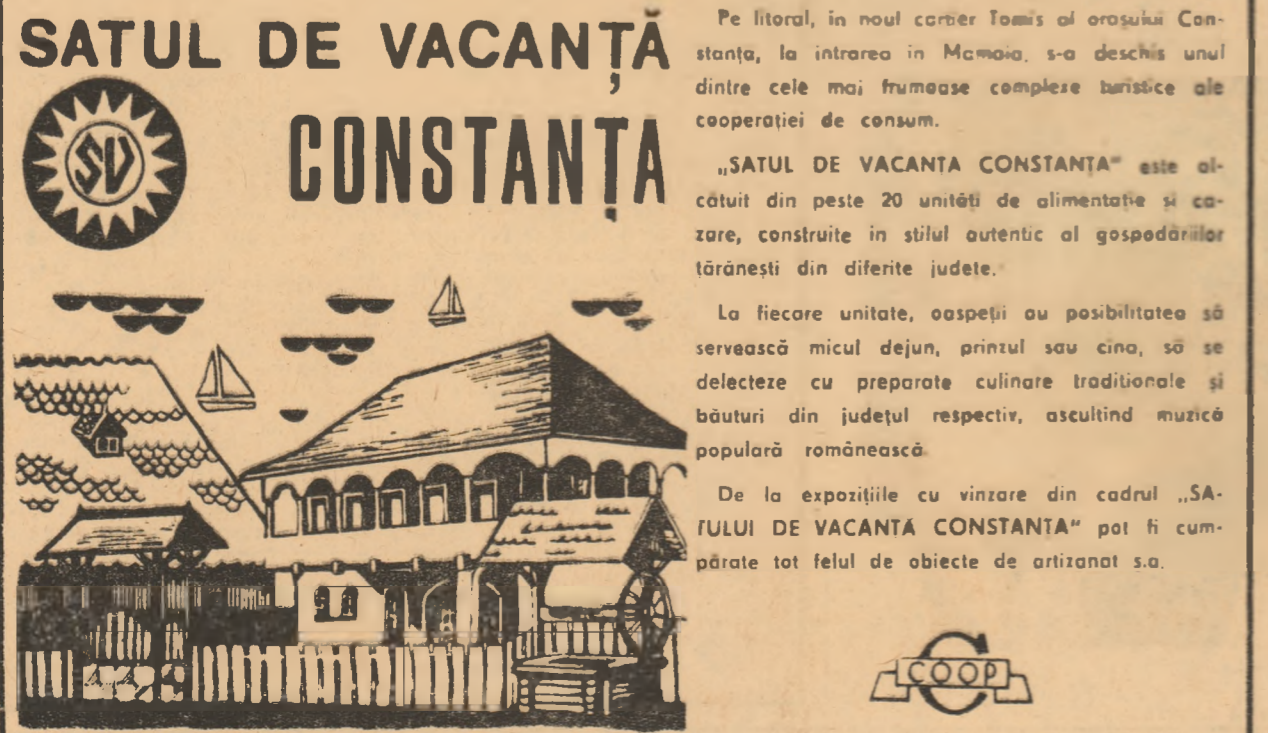 SATUL DE VACANȚĂ
CONSTANȚA
SV
Pe litoral, in noul cartier Tomis al orașului Con-
stanța, la intrarea in Mamaia, s-a deschis unul
dintre cele mai frumoase complexe turistice ale
cooperației de consum.
„SATUL DE VACANTA CONSTANȚA" este al-
cătuit din peste 20 unități de alimentație și ca-
zare, construite in stilul autentic al gospodăriilor
țărănești din diferite judete.
La fiecare unitate, oaspeții au posibilitatea să
servească micul dejun, prinzul sau cina, să se
delecteze cu preparate culinare traditionale și
băuturi din județul respectiv, ascultind muzică
populară românească
De la expozițiile cu vinzare din cadrul „SA-
TULUI DE VACANTĂ CONSTANTA" pot fi cum-
părate tot felul de obiecte de artizanat s.a.
COOP